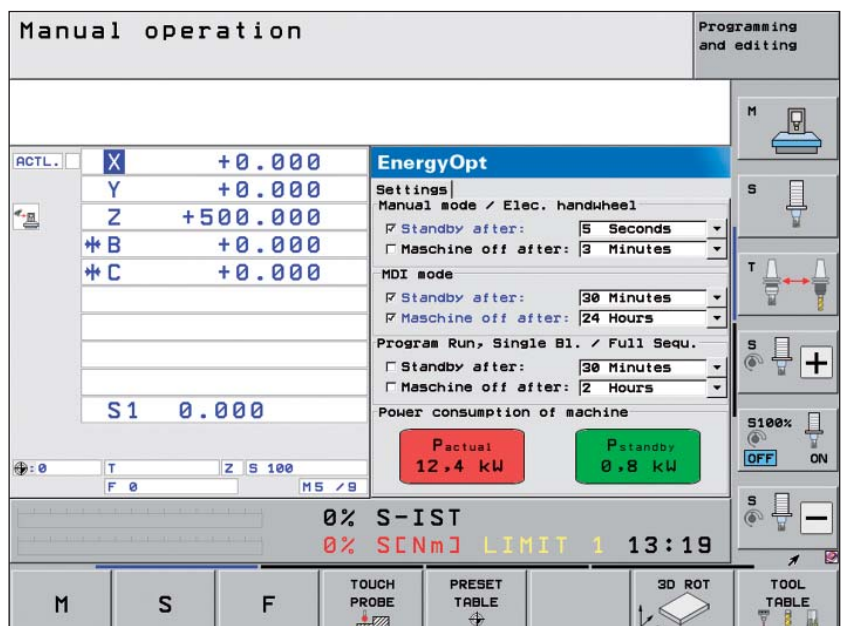 Manual operation
Programming
and editing
ACTL.
X +0.000
Y +0.000
Z +500.000
B +0.000
C +0.000
S1 0.000
:0 T Z S 100
F 0 M5 /9
EnergyOpt
Settings
Manual mode / Elec. handwheel
Standby after: 5 Seconds
Maschine off after: 3 Minutes
MDI mode
Standby after: 30 Minutes
Maschine off after: 24 Hours
Program Run, Single Bl. / Full Sequ.
Standby after: 30 Minutes
Maschine off after: 2 Hours
Power consumption of machine
Pactual
12,4 kW
Pstandby
0,8 kW
0% S-IST
0% S[Nm] LIMIT 1 13:19
M
S
T
S
+
S100%
OFF ON
S
−
M
S
F
TOUCH
PROBE
PRESET
TABLE
3D ROT
TOOL
TABLE